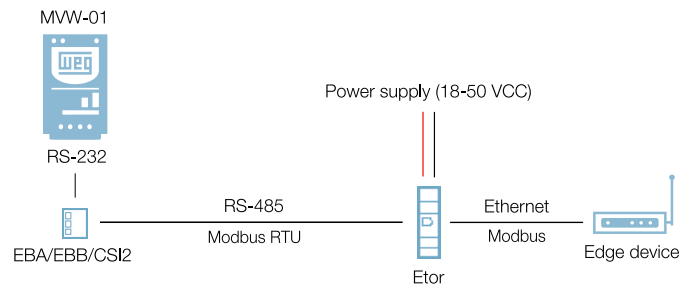 MVW-01
weg
Power supply (18-50 VCC)
RS-232
RS-485
Modbus RTU
Ethernet
Modbus
EBA/EBB/CSI2
Etor
Edge device